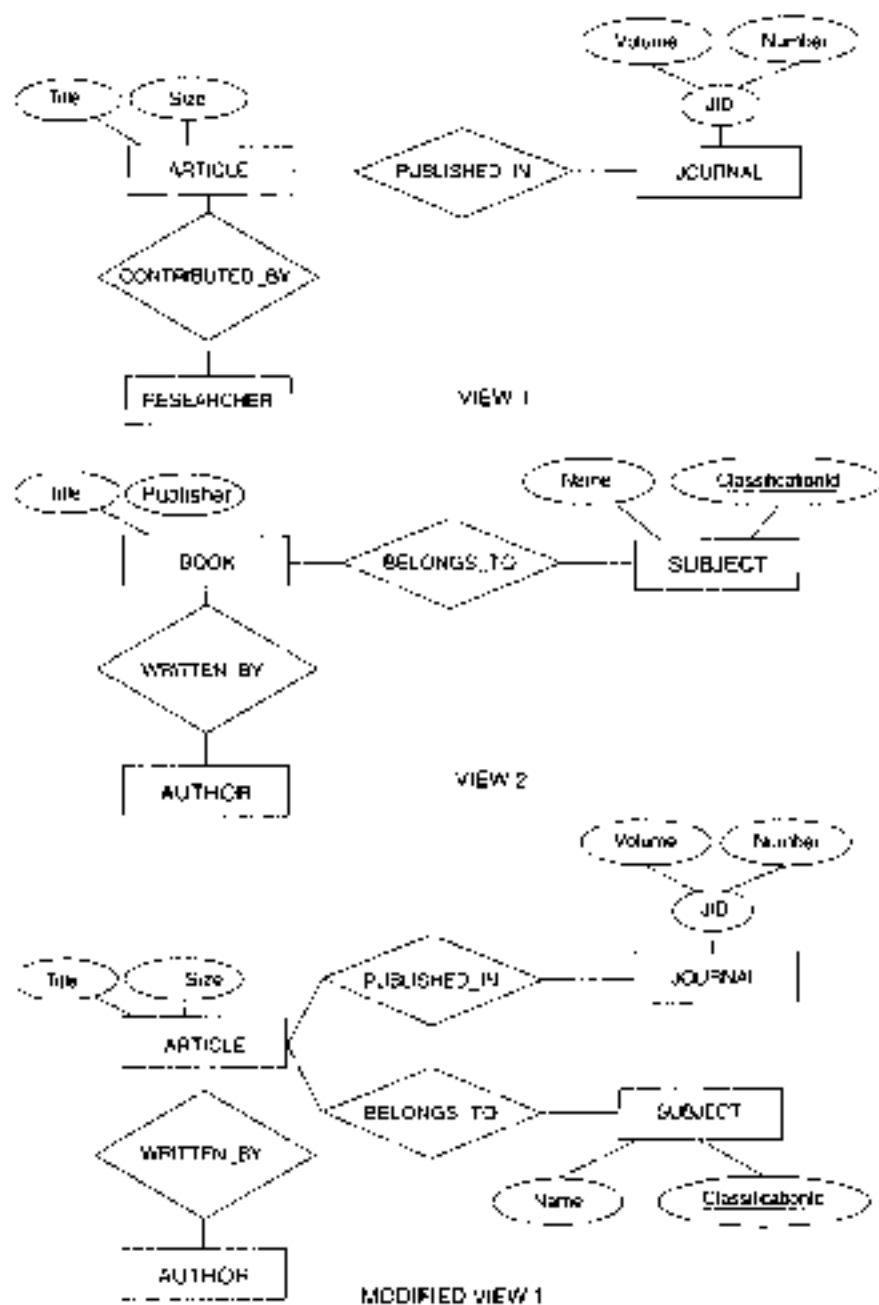 Volume Number
Title Size
JID
ARTICLE PUBLISHED_IN JOURNAL
CONTRIBUTED_BY
RESEARCHER
VIEW 1
Name ClassificationId
Title Publisher
BOOK BELONGS_TO SUBJECT
WRITTEN_BY
AUTHOR
VIEW 2
Volume Number
JID
Title Size
PUBLISHED_IN JOURNAL
ARTICLE
BELONGS_TO SUBJECT
WRITTEN_BY
Name ClassificationId
AUTHOR
MODIFIED VIEW 1